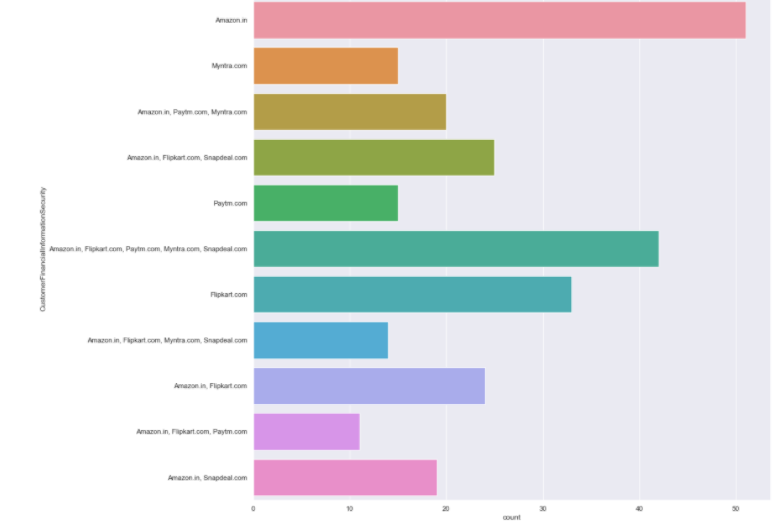 Amazon.in
Myntra.com
Amazon.in, Paytm.com, Myntra.com
Amazon.in, Flipkart.com, Snapdeal.com
Paytm.com
CustomerFinancialInformationSecurity
Amazon.in, Flipkart.com, Paytm.com, Myntra.com, Snapdeal.com
Flipkart.com
Amazon.in, Flipkart.com, Myntra.com, Snapdeal.com
Amazon.in, Flipkart.com
Amazon.in, Flipkart.com, Paytm.com
Amazon.in, Snapdeal.com
0 10 20 30 40 50
count